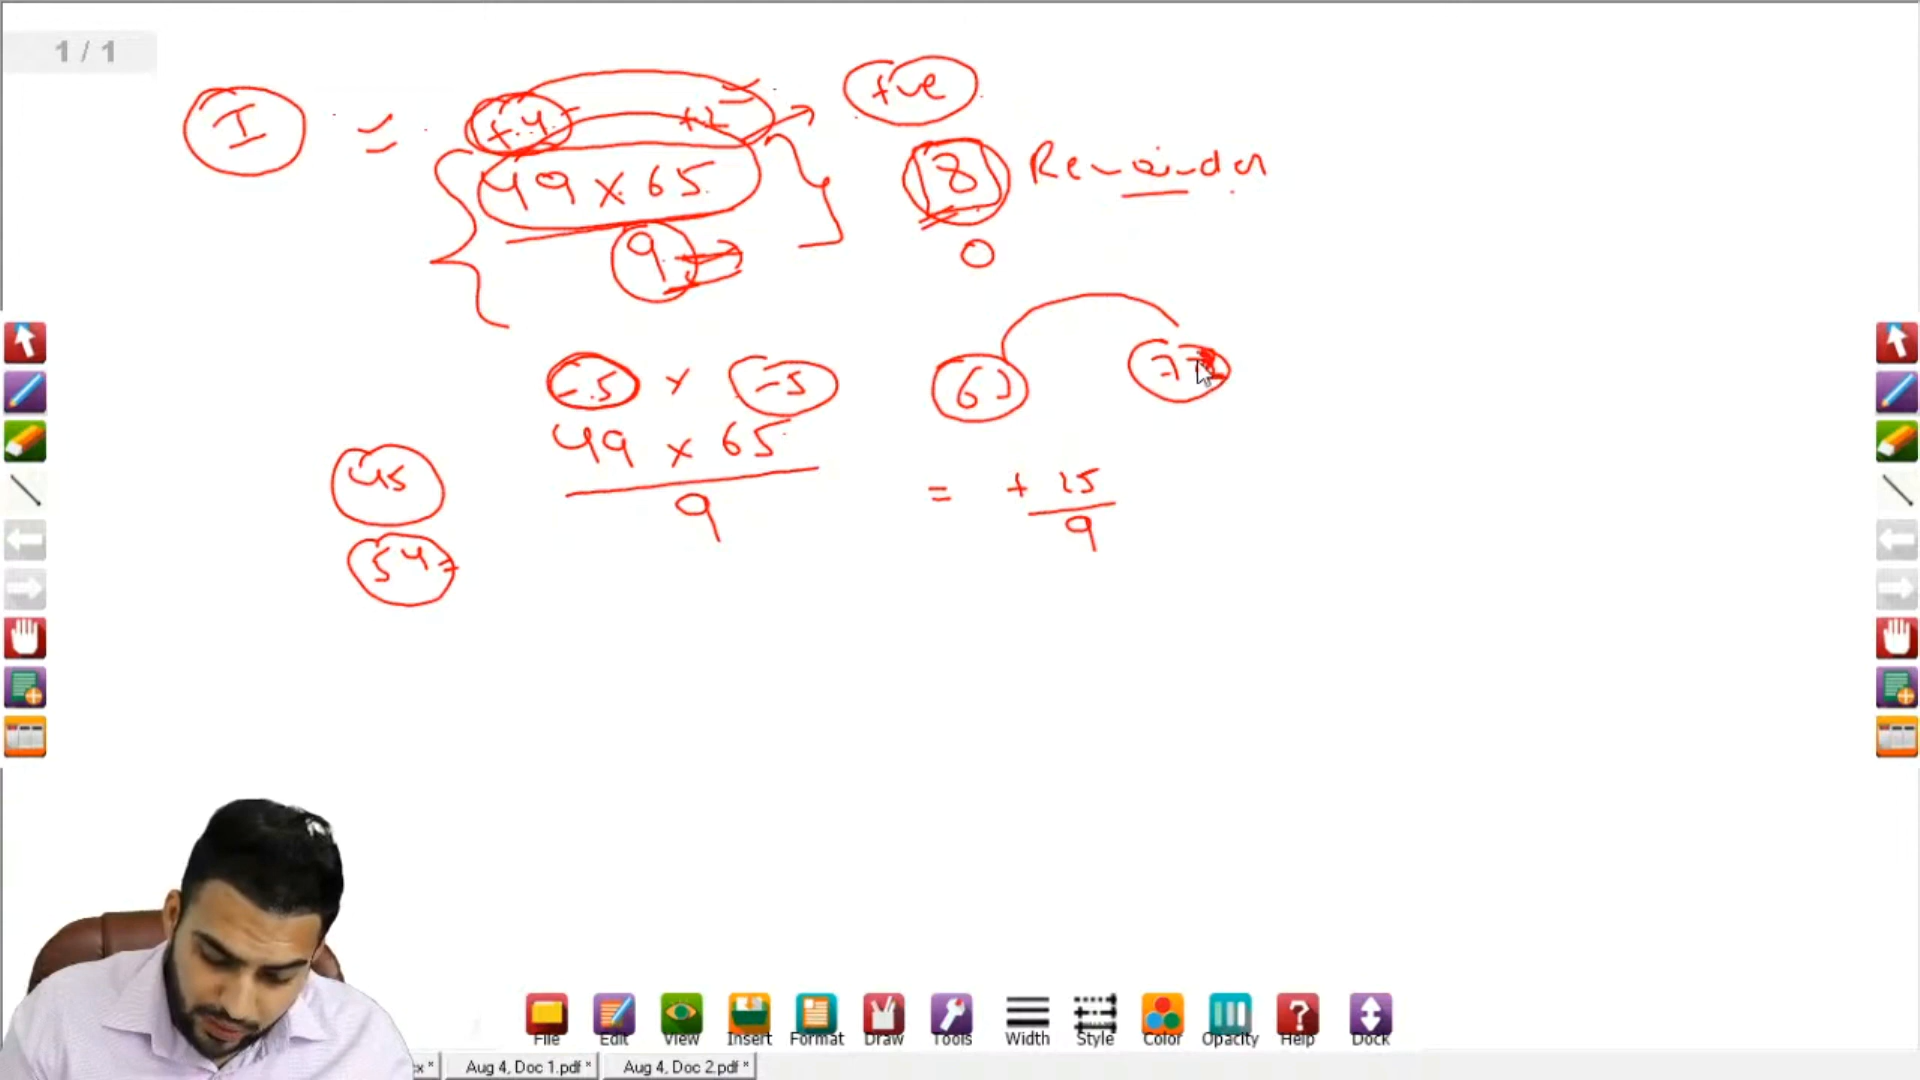 1 / 1
I = +4 +2 +ve
49 x 65 8 Remainder
9 0
-5 x -5 63 72
49 x 65
45 9 = + 25
9
54
File Edit View Insert Format Draw Tools Width Style Color Opacity Help Dock
cx * Aug 4, Doc 1.pdf * Aug 4, Doc 2.pdf *